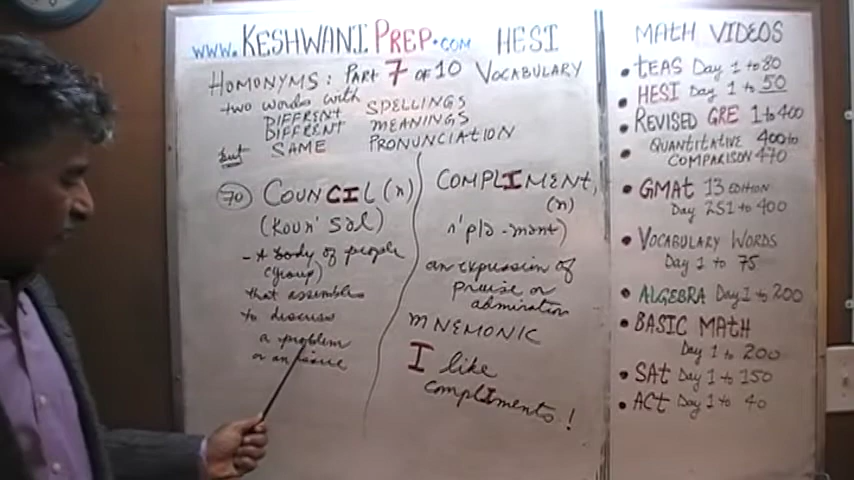 www.KESHWANIPREP.com HESI
HOMONYMS: PART 7 OF 10 VOCABULARY
two words with
DIFFRENT SPELLINGS
DIFFERENT MEANINGS
but SAME PRONUNCIATION
70 COUNCIL (n)
(koun' səl)
- A body of people
(group)
that assembles
to discuss
a problem
or an issue
COMPLIMENT,
(n)
n'plə-mənt)
an expression of
praise or
admiration
MNEMONIC
I like
complIments!
MATH VIDEOS
• TEAS Day 1 to 80
• HESI Day 1 to 50
• REVISED GRE 1 to 400
• QUANTITATIVE 400 to
COMPARISON 470
• GMAT 13 EDITION
Day 251 to 400
• VOCABULARY WORDS
Day 1 to 75
• ALGEBRA Day 1 to 200
• BASIC MATH
Day 1 to 200
• SAT Day 1 to 150
• ACT Day 1 to 40